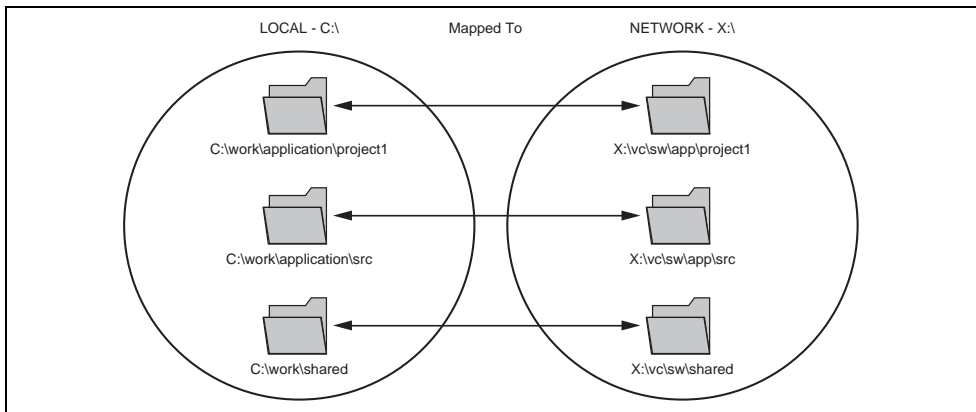 LOCAL - C:\ Mapped To NETWORK - X:\
C:\work\application\project1 X:\vc\sw\app\project1
C:\work\application\src X:\vc\sw\app\src
C:\work\shared X:\vc\sw\shared